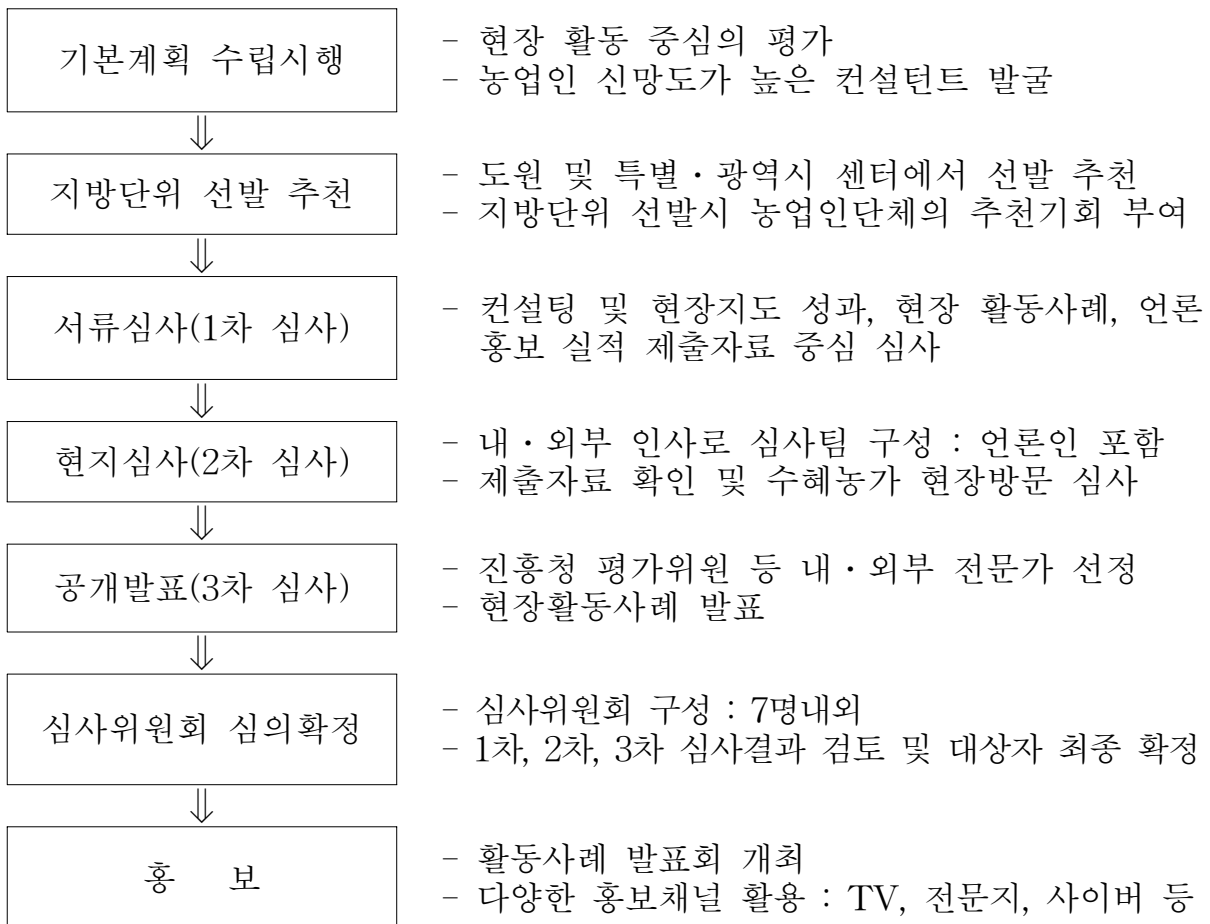 기본계획 수립시행
- 현장 활동 중심의 평가
- 농업인 신망도가 높은 컨설턴트 발굴
⇓
지방단위 선발 추천
- 도원 및 특별・광역시 센터에서 선발 추천
- 지방단위 선발시 농업인단체의 추천기회 부여
⇓
서류심사(1차 심사)
- 컨설팅 및 현장지도 성과, 현장 활동사례, 언론
홍보 실적 제출자료 중심 심사
⇓
현지심사(2차 심사)
- 내・외부 인사로 심사팀 구성 : 언론인 포함
- 제출자료 확인 및 수혜농가 현장방문 심사
⇓
공개발표(3차 심사)
- 진흥청 평가위원 등 내・외부 전문가 선정
- 현장활동사례 발표
⇓
심사위원회 심의확정
- 심사위원회 구성 : 7명내외
- 1차, 2차, 3차 심사결과 검토 및 대상자 최종 확정
⇓
홍 보
- 활동사례 발표회 개최
- 다양한 홍보채널 활용 : TV, 전문지, 사이버 등